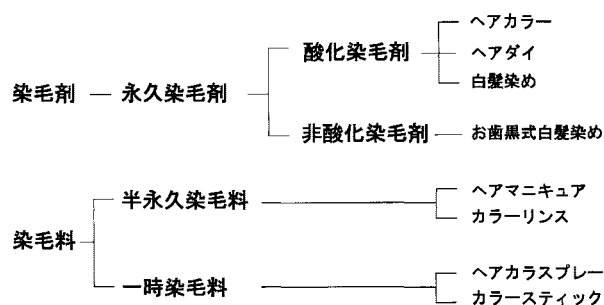 ヘアカラー
酸化染毛剤
ヘアダイ
白髪染め
染毛剤
永久染毛剤
非酸化染毛剤
お歯黒式白髪染め
半永久染毛料
ヘアマニキュア
カラーリンス
染毛料
一時染毛料
ヘアカラスプレー
カラースティック